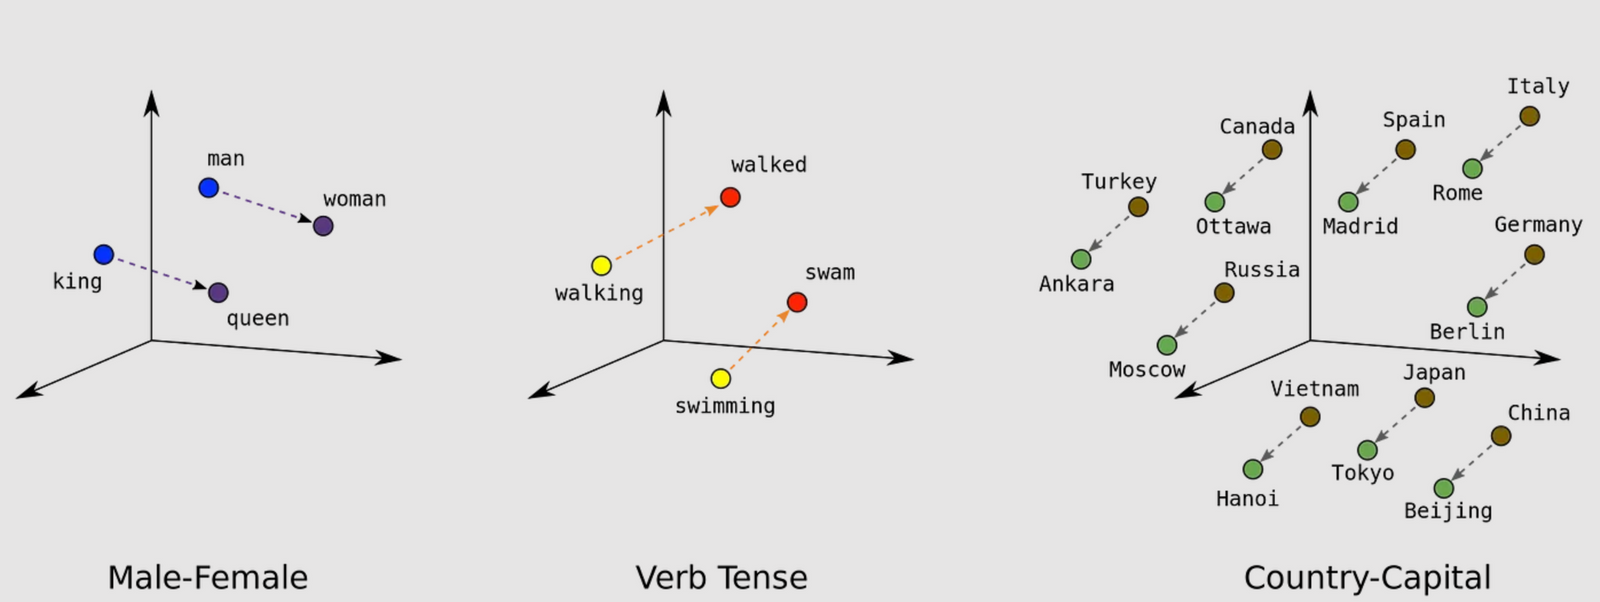 man
woman
king
queen
Male-Female
walked
walking
swam
swimming
Verb Tense
Italy
Canada
Spain
Turkey
Rome
Ottawa
Madrid
Germany
Ankara
Russia
Berlin
Moscow
Japan
Vietnam
China
Tokyo
Hanoi
Beijing
Country-Capital